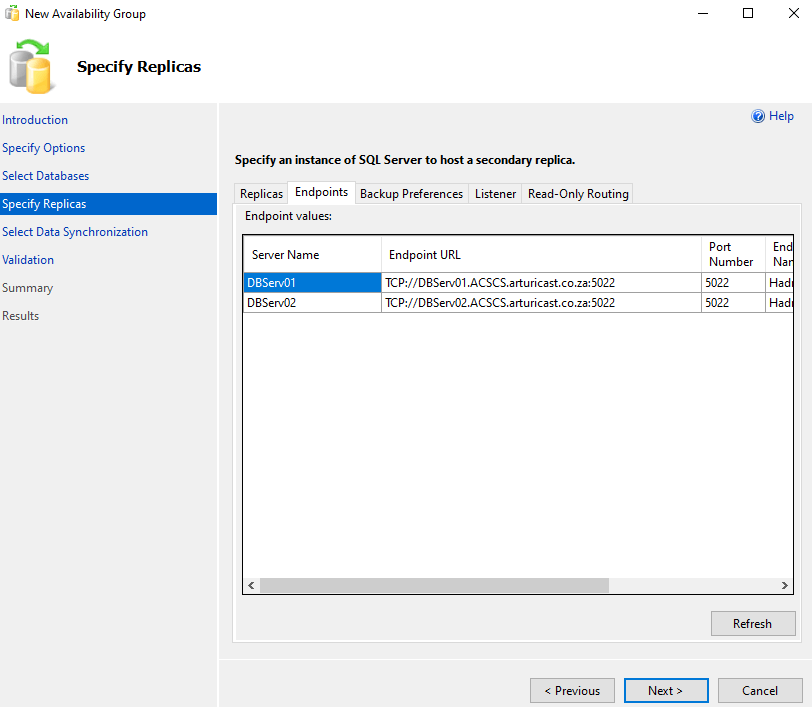 New Availability Group
Specify Replicas
Introduction
Specify Options
Select Databases
Specify Replicas
Select Data Synchronization
Validation
Summary
Results
Help
Specify an instance of SQL Server to host a secondary replica.
Replicas Endpoints Backup Preferences Listener Read-Only Routing
Endpoint values:
Server Name Endpoint URL Port Number End Nan
DBServ01 TCP://DBServ01.ACSCS.arturicast.co.za:5022 5022 Hadr
DBServ02 TCP://DBServ02.ACSCS.arturicast.co.za:5022 5022 Hadr
Refresh
< Previous Next > Cancel